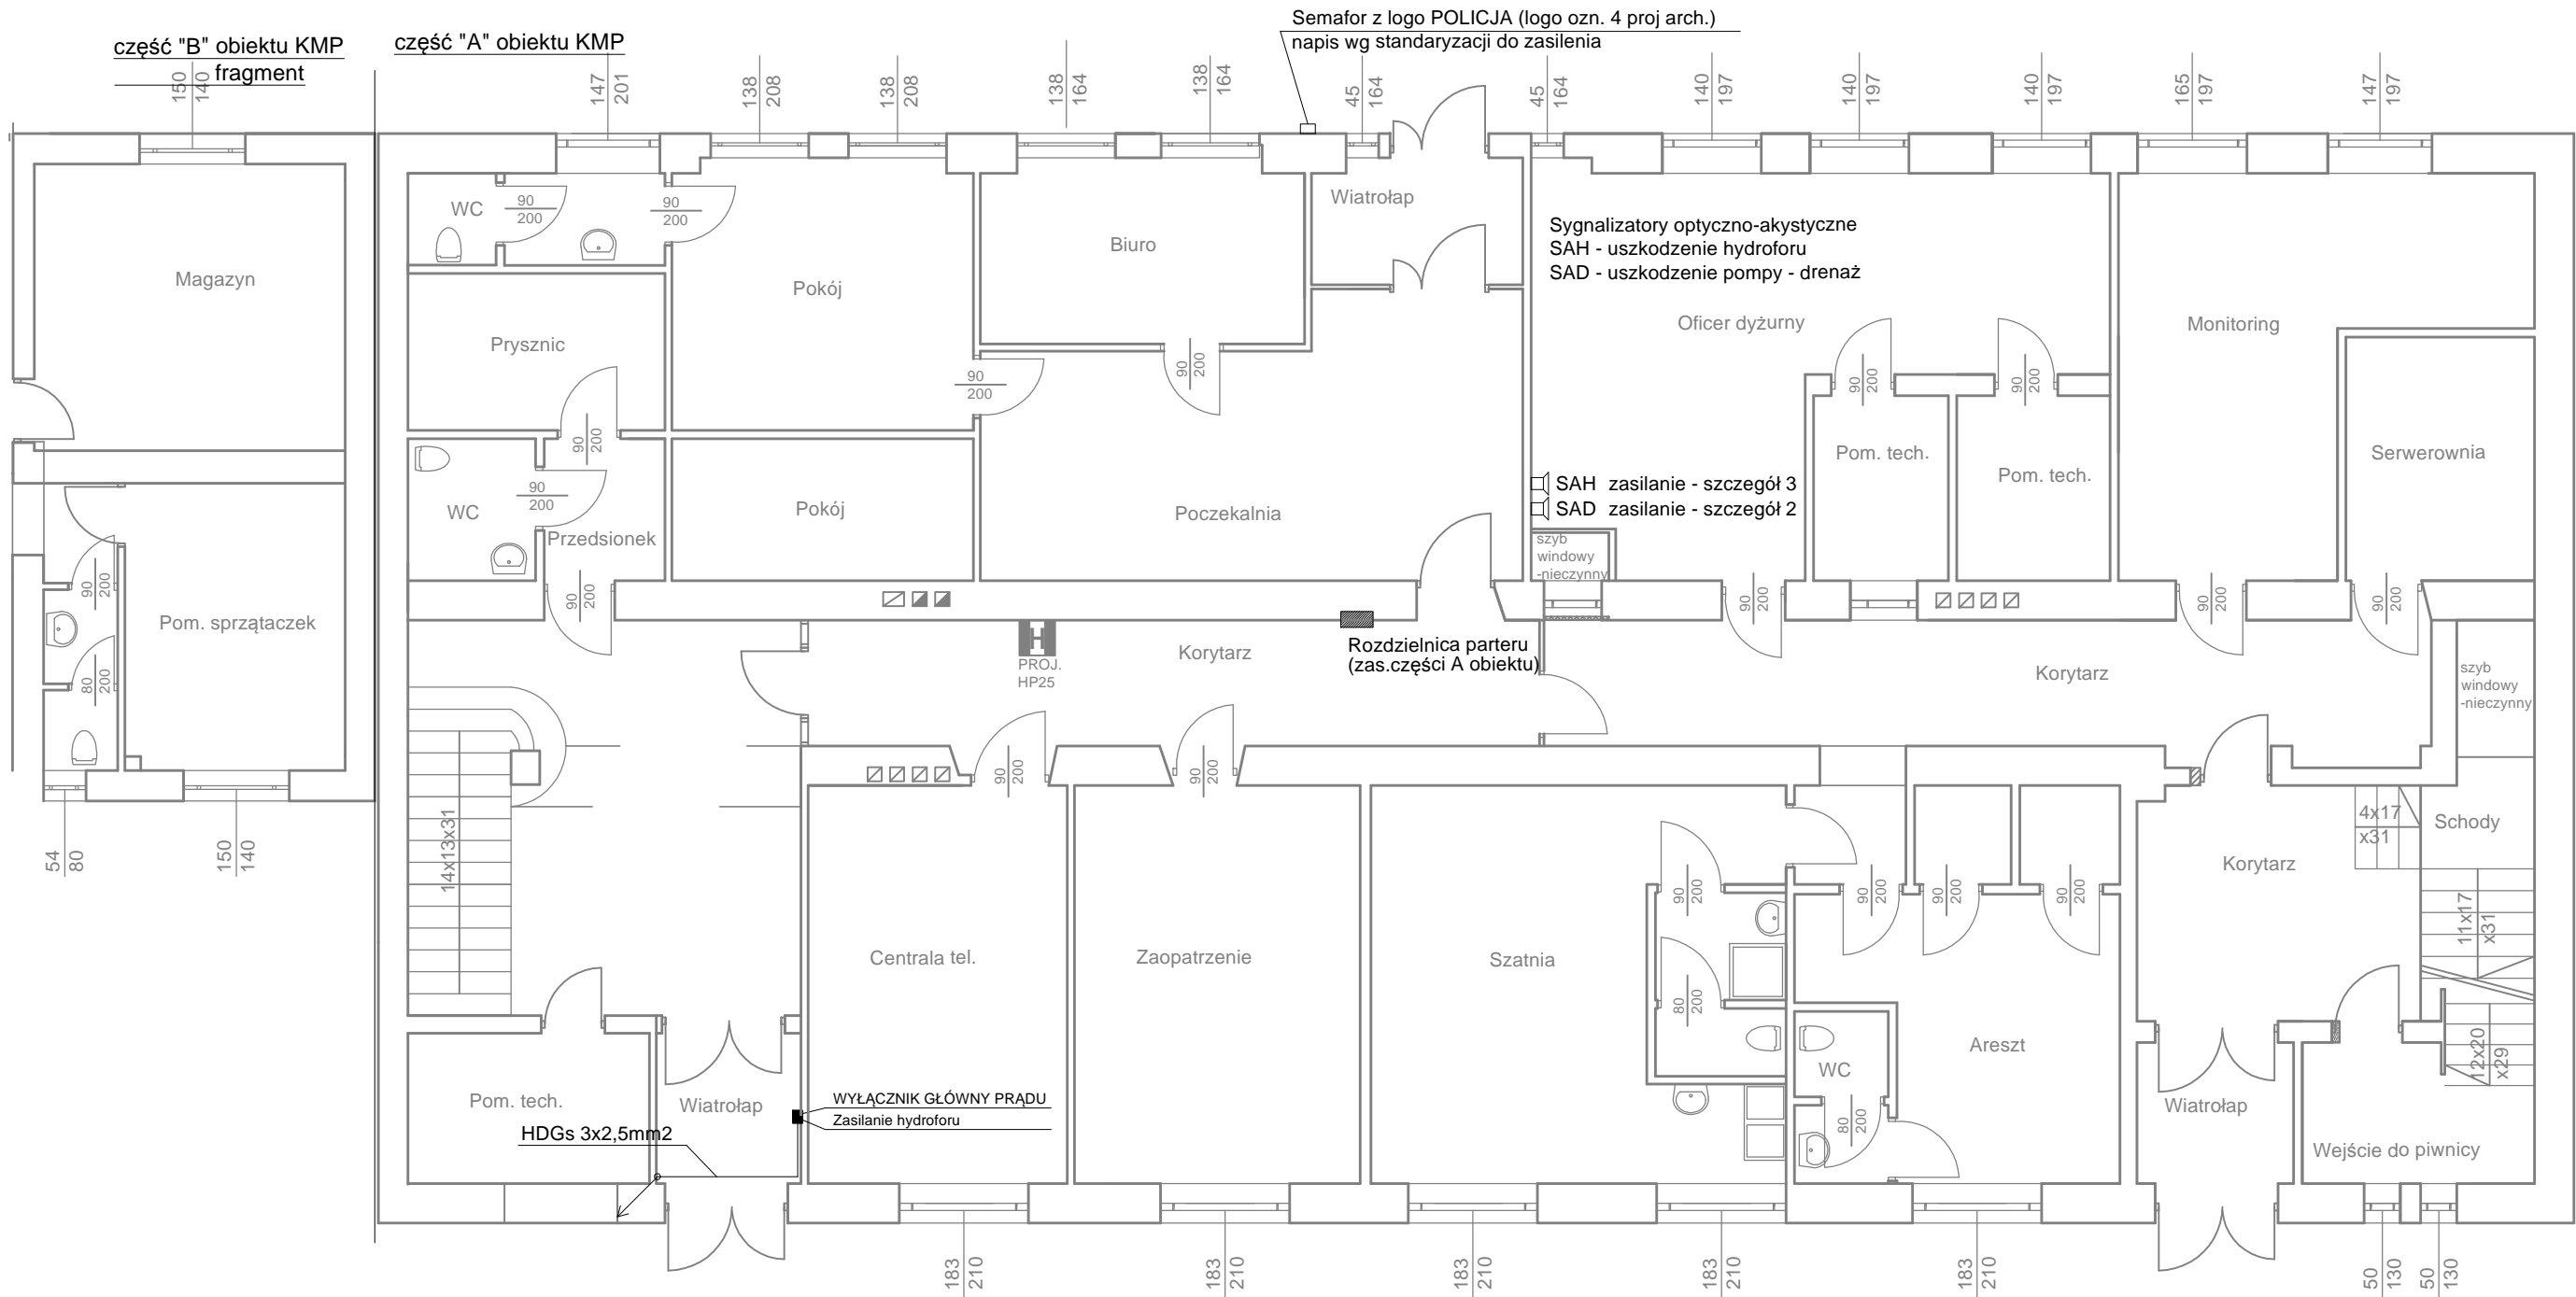 część "B" obiektu KMP
fragment
część "A" obiektu KMP
Semafor z logo POLICJA (logo ozn. 4 proj arch.)
napis wg standaryzacji do zasilenia
150
140
147
201
138
208
138
208
138
164
138
164
45
164
45
164
140
197
140
197
140
197
165
197
147
197
WC
90
200
90
200
Magazyn
Prysznic
Pokój
Biuro
Wiatrołap
Sygnalizatory optyczno-akystyczne
SAH - uszkodzenie hydroforu
SAD - uszkodzenie pompy - drenaż
Oficer dyżurny
Monitoring
90
200
90
200
90
200
90
200
90
200
WC
90
200
Przedsionek
Pokój
Poczekalnia
SAH zasilanie - szczegół 3
SAD zasilanie - szczegół 2
Pom. tech.
Pom. tech.
Serwerownia
szyb
windowy
-nieczynny
90
200
90
200
90
200
90
200
90
200
80
200
Pom. sprzątaczek
PROJ.
HP25
Korytarz
Rozdzielnica parteru
(zas.części A obiektu)
Korytarz
szyb
windowy
-nieczynny
90
200
90
200
54
80
150
140
14x13x31
4x17
x31
Schody
Korytarz
11x17
x31
12x20
x29
90
200
90
200
90
200
90
200
80
200
Centrala tel.
Zaopatrzenie
Szatnia
Areszt
WC
80
200
Pom. tech.
Wiatrołap
WYŁĄCZNIK GŁÓWNY PRĄDU
Zasilanie hydroforu
HDGs 3x2,5mm2
Wiatrołap
Wejście do piwnicy
183
210
183
210
183
210
183
210
183
210
50
130
50
130